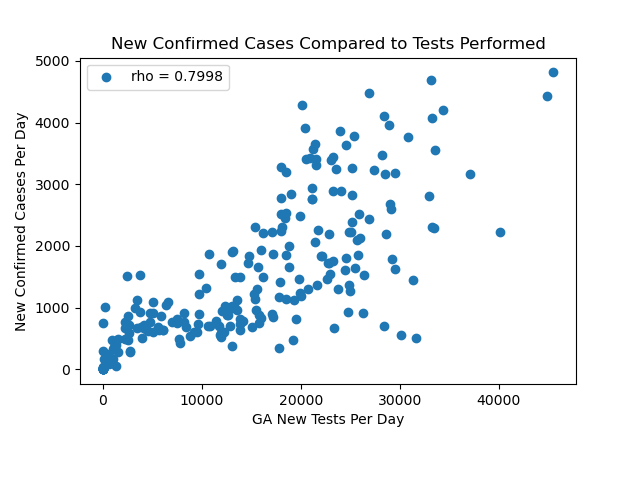 New Confirmed Cases Compared to Tests Performed
rho = 0.7998
5000
4000
3000
2000
1000
0
New Confirmed Caeses Per Day
0 10000 20000 30000 40000
GA New Tests Per Day